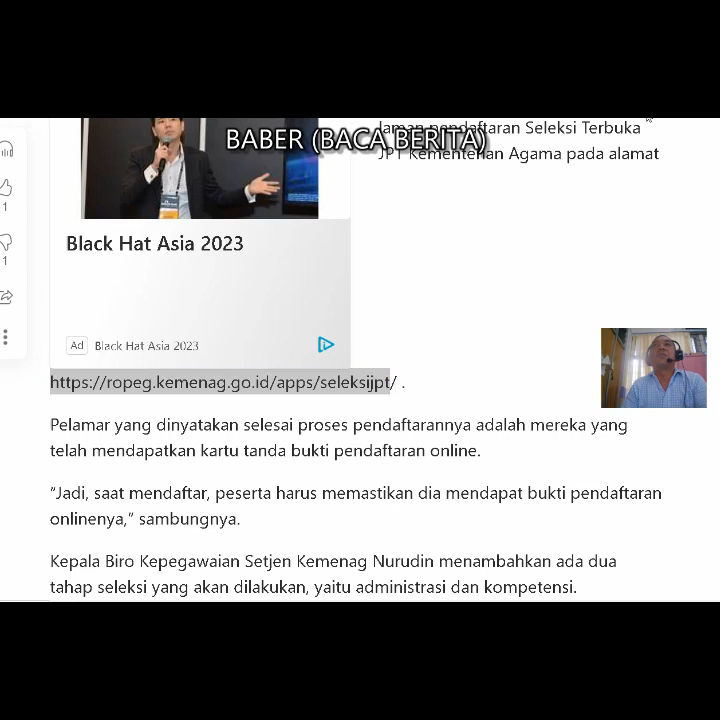 BABER (BACA BERITA)
laman pendaftaran Seleksi Terbuka
JPT Kementerian Agama pada alamat
1
1
Black Hat Asia 2023
Ad Black Hat Asia 2023
https://ropeg.kemenag.go.id/apps/seleksijpt/ .
Pelamar yang dinyatakan selesai proses pendaftarannya adalah mereka yang
telah mendapatkan kartu tanda bukti pendaftaran online.
“Jadi, saat mendaftar, peserta harus memastikan dia mendapat bukti pendaftaran
onlinenya,” sambungnya.
Kepala Biro Kepegawaian Setjen Kemenag Nurudin menambahkan ada dua
tahap seleksi yang akan dilakukan, yaitu administrasi dan kompetensi.